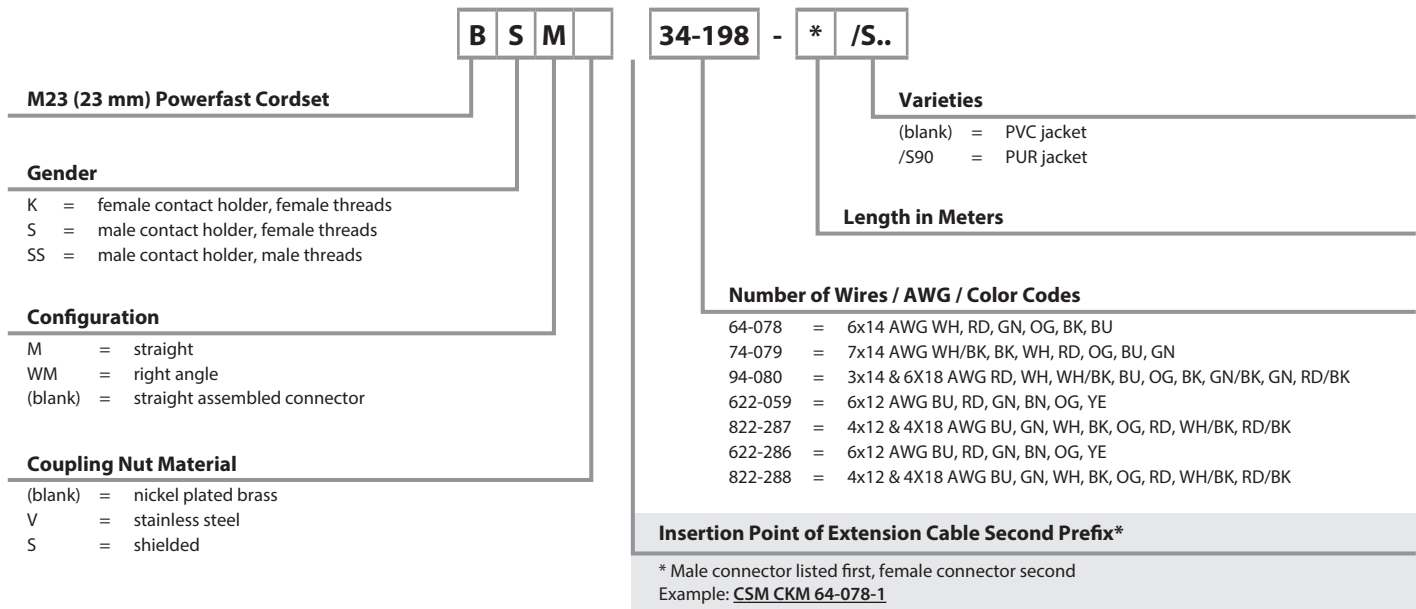 B S M 34-198 - * /S..
M23 (23 mm) Powerfast Cordset
Gender
K = female contact holder, female threads
S = male contact holder, female threads
SS = male contact holder, male threads
Configuration
M = straight
WM = right angle
(blank) = straight assembled connector
Coupling Nut Material
(blank) = nickel plated brass
V = stainless steel
S = shielded
Varieties
(blank) = PVC jacket
/S90 = PUR jacket
Length in Meters
Number of Wires / AWG / Color Codes
64-078 = 6x14 AWG WH, RD, GN, OG, BK, BU
74-079 = 7x14 AWG WH/BK, BK, WH, RD, OG, BU, GN
94-080 = 3x14 & 6X18 AWG RD, WH, WH/BK, BU, OG, BK, GN/BK, GN, RD/BK
622-059 = 6x12 AWG BU, RD, GN, BN, OG, YE
822-287 = 4x12 & 4X18 AWG BU, GN, WH, BK, OG, RD, WH/BK, RD/BK
622-286 = 6x12 AWG BU, RD, GN, BN, OG, YE
822-288 = 4x12 & 4X18 AWG BU, GN, WH, BK, OG, RD, WH/BK, RD/BK
Insertion Point of Extension Cable Second Prefix*
* Male connector listed first, female connector second
Example: CSM CKM 64-078-1